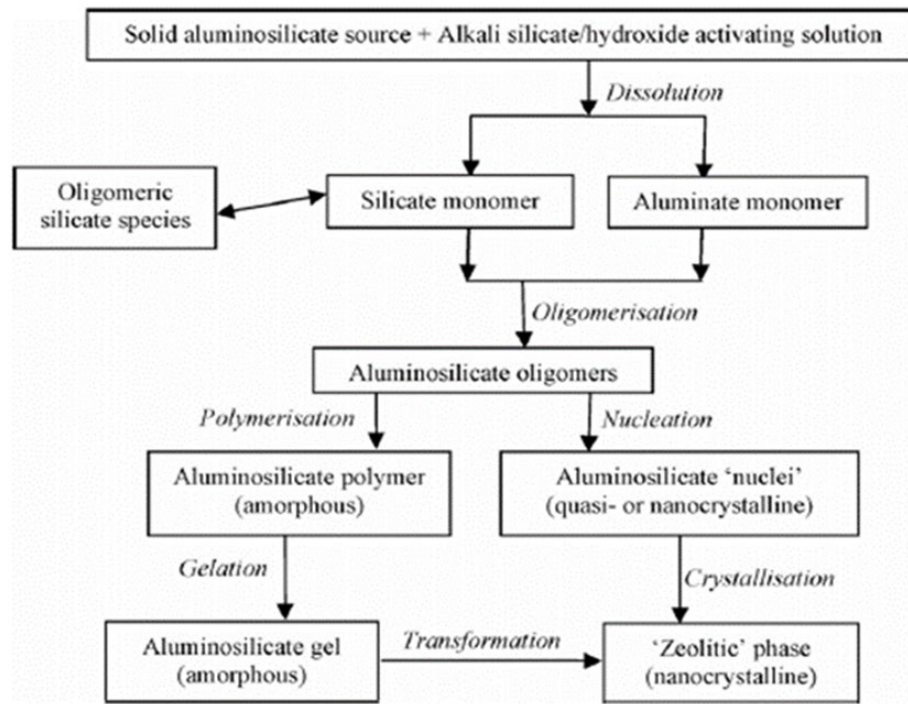 Solid aluminosilicate source + Alkali silicate/hydroxide activating solution
Dissolution
Oligomeric
silicate species
Silicate monomer
Aluminate monomer
Oligomerisation
Aluminosilicate oligomers
Polymerisation
Nucleation
Aluminosilicate polymer
(amorphous)
Aluminosilicate ‘nuclei’
(quasi- or nanocrystalline)
Gelation
Crystallisation
Aluminosilicate gel
(amorphous)
Transformation
‘Zeolitic’ phase
(nanocrystalline)